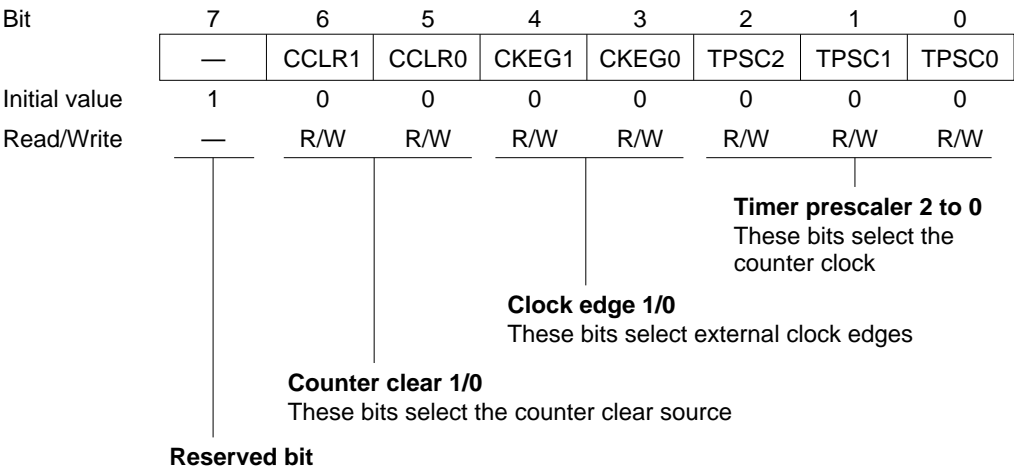 Bit 7 6 5 4 3 2 1 0
— CCLR1 CCLR0 CKEG1 CKEG0 TPSC2 TPSC1 TPSC0
Initial value 1 0 0 0 0 0 0 0
Read/Write — R/W R/W R/W R/W R/W R/W R/W
Timer prescaler 2 to 0
These bits select the
counter clock
Clock edge 1/0
These bits select external clock edges
Counter clear 1/0
These bits select the counter clear source
Reserved bit